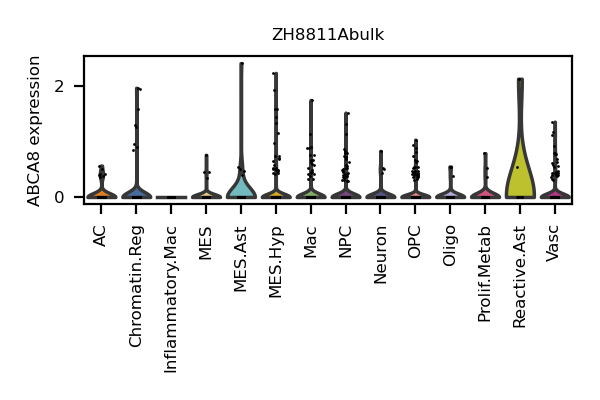 ZH8811Abulk
ABCA8 expression
2
0
AC
Chromatin.Reg
Inflammatory.Mac
MES
MES.Ast
MES.Hyp
Mac
NPC
Neuron
OPC
Oligo
Prolif.Metab
Reactive.Ast
Vasc